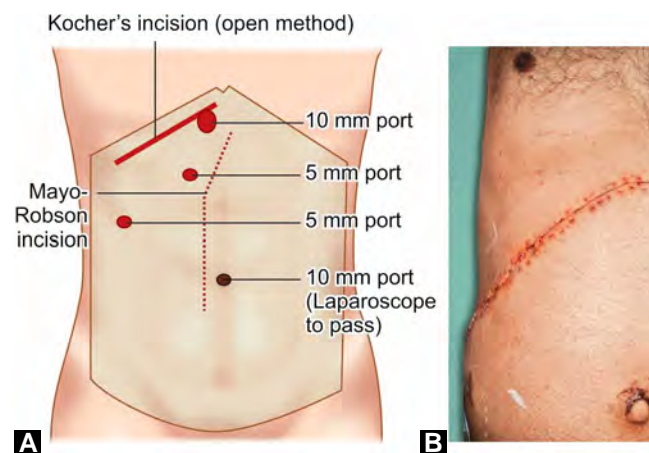 Kocher's incision (open method)
10 mm port
5 mm port
Mayo-
Robson
incision
5 mm port
10 mm port
(Laparoscope
to pass)
A
B